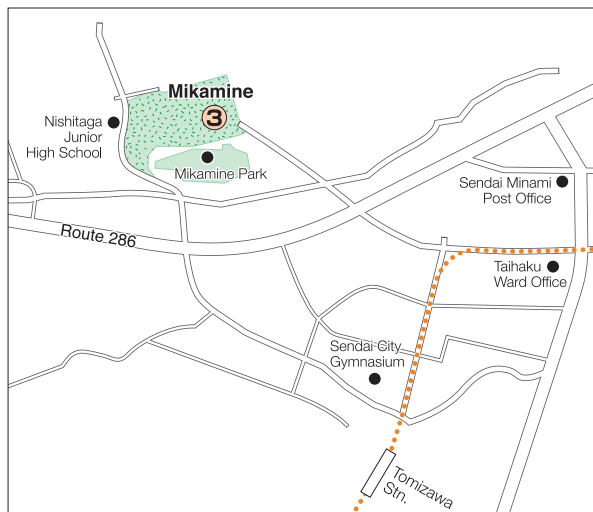 Mikamine
3
Nishitaga
Junior
High School
Mikamine Park
Sendai Minami
Post Office
Route 286
Taihaku
Ward Office
Sendai City
Gymnasium
Tomizawa
Stn.